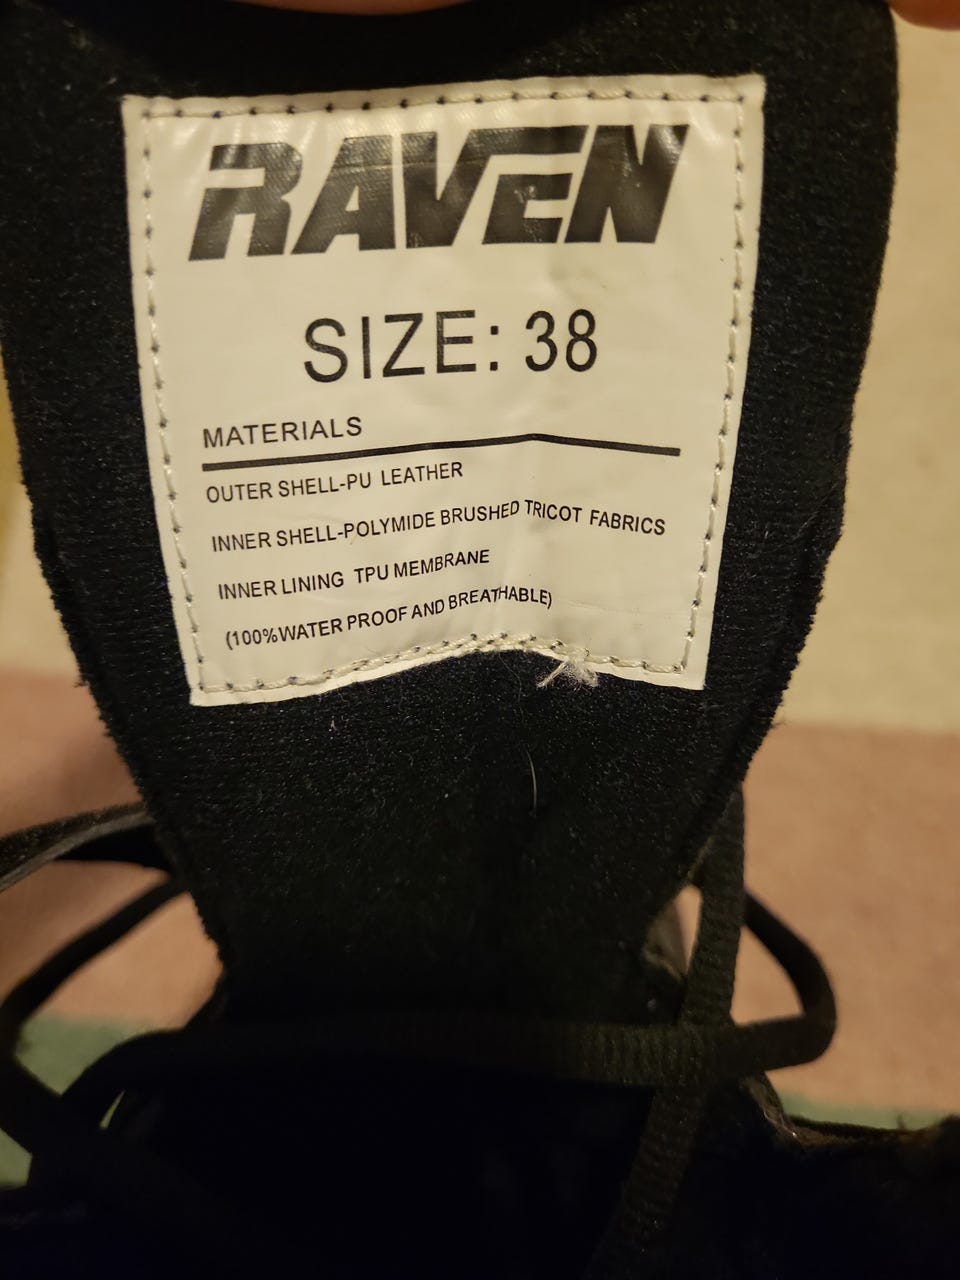 RAVEN
SIZE: 38
MATERIALS
OUTER SHELL-PU LEATHER
INNER SHELL-POLYMIDE BRUSHED TRICOT FABRICS
INNER LINING TPU MEMBRANE
(100%WATER PROOF AND BREATHABLE)